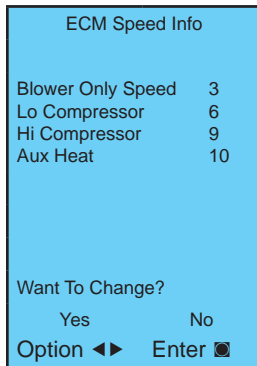 ECM Speed Info
Blower Only Speed 3
Lo Compressor 6
Hi Compressor 9
Aux Heat 10
Want To Change?
Yes No
Option ◀▶ Enter ◙